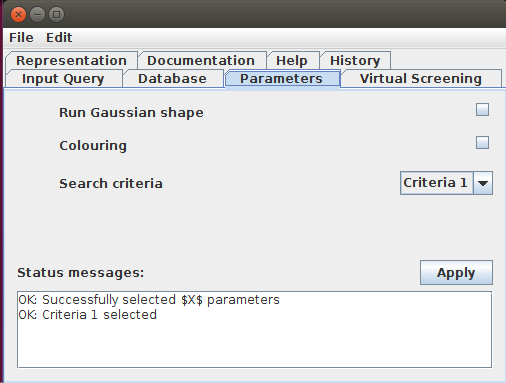 File Edit
Representation Documentation Help History
Input Query Database Parameters Virtual Screening
Run Gaussian shape
Colouring
Search criteria Criteria 1
Status messages: Apply
OK: Successfully selected $X$ parameters
OK: Criteria 1 selected